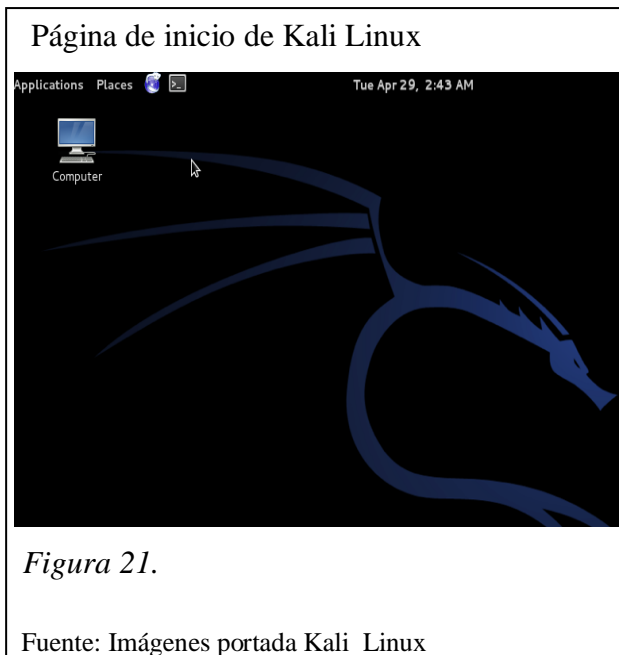 Página de inicio de Kali Linux
Applications Places Tue Apr 29, 2:43 AM
Computer
Figura 21.
Fuente: Imágenes portada Kali Linux